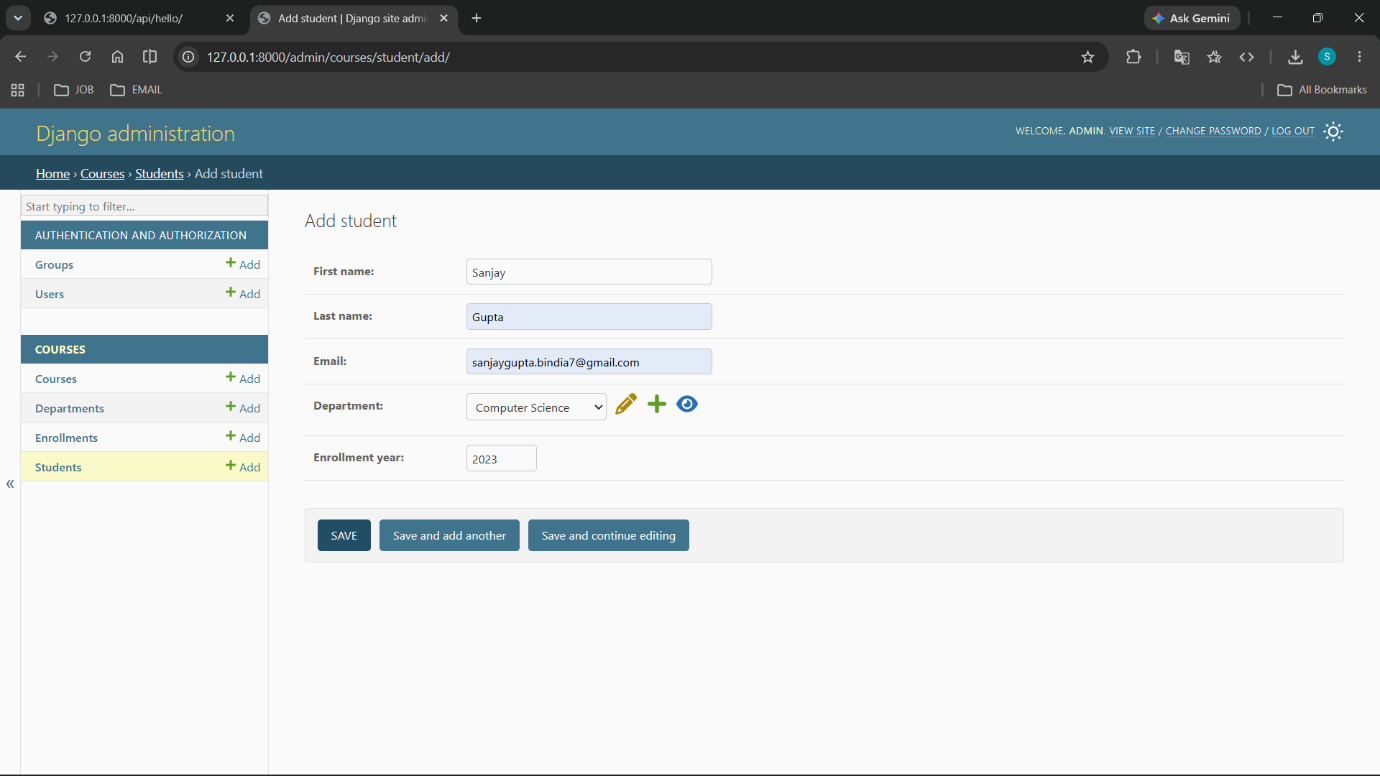 127.0.0.1:8000/api/hello/
Add student | Django site admi
Ask Gemini
127.0.0.1:8000/admin/courses/student/add/
S
JOB
EMAIL
All Bookmarks
Django administration
WELCOME, ADMIN. VIEW SITE / CHANGE PASSWORD / LOG OUT
Home › Courses › Students › Add student
Start typing to filter...
AUTHENTICATION AND AUTHORIZATION
Groups + Add
Users + Add
COURSES
Courses + Add
Departments + Add
Enrollments + Add
Students + Add
«
Add student
First name: Sanjay
Last name: Gupta
Email: sanjaygupta.bindia7@gmail.com
Department: Computer Science
Enrollment year: 2023
SAVE Save and add another Save and continue editing